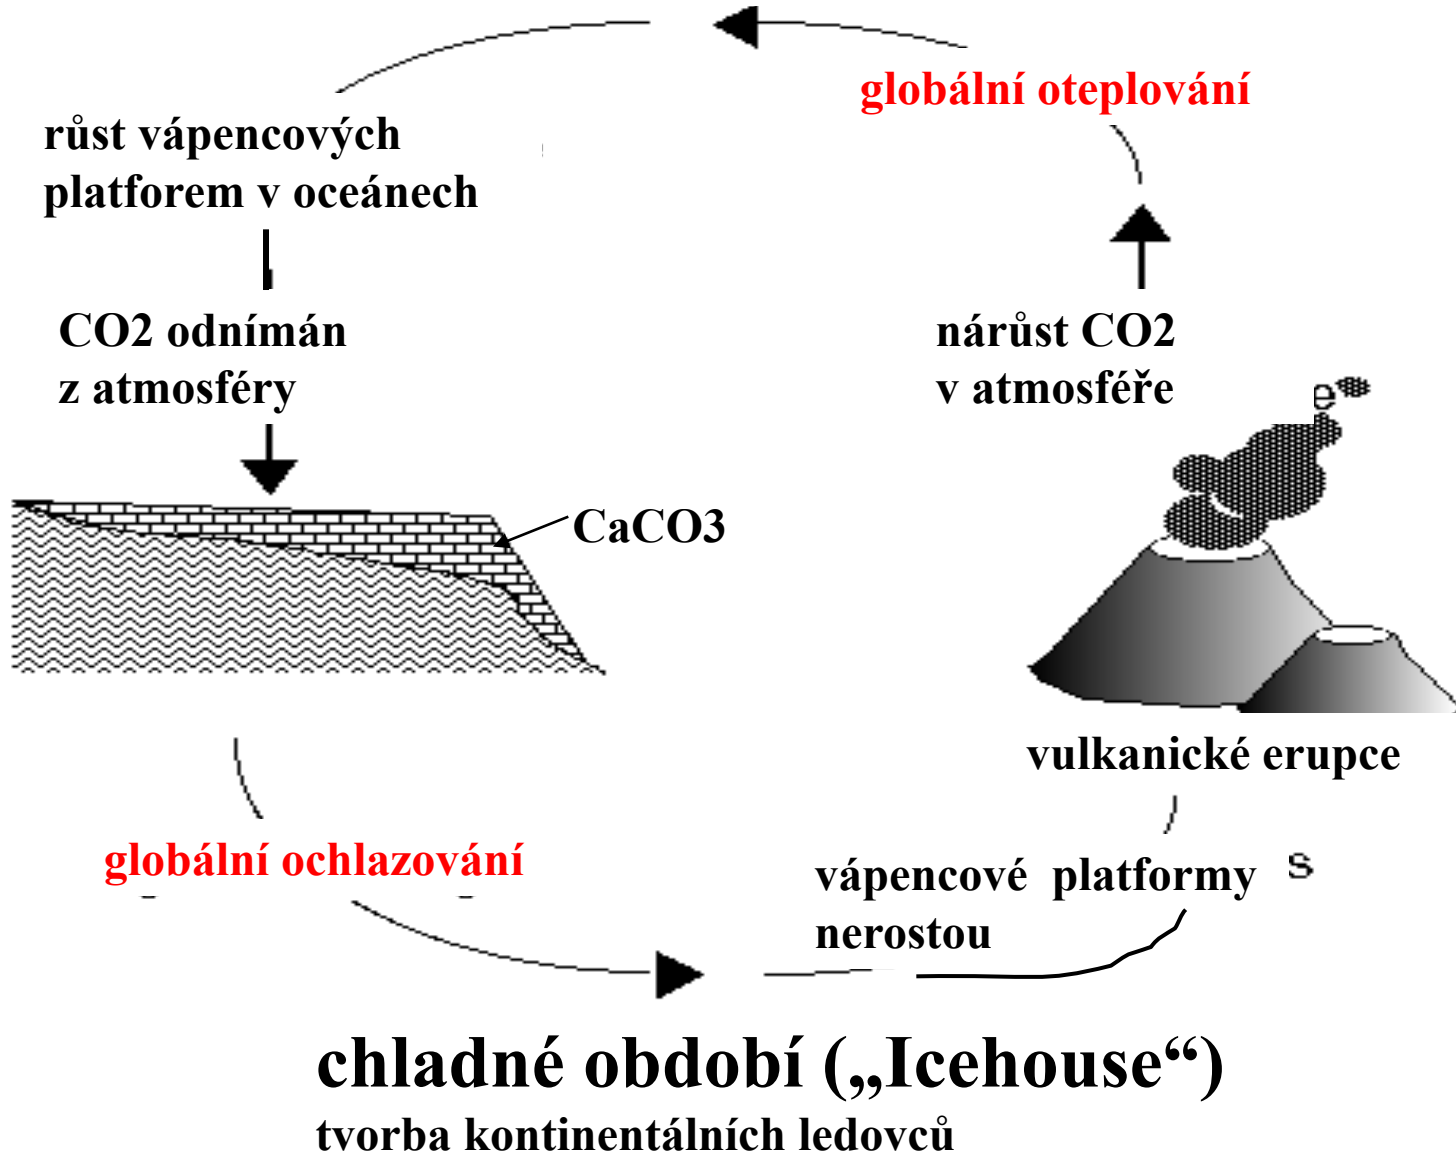 globální oteplování
růst vápencových
platforem v oceánech
CO2 odnímán
z atmosféry
nárůst CO2
v atmosféře
e
CaCO3
vulkanické erupce
globální ochlazování
vápencové platformy
s
nerostou
chladné období („Icehouse“)
tvorba kontinentálních ledovců